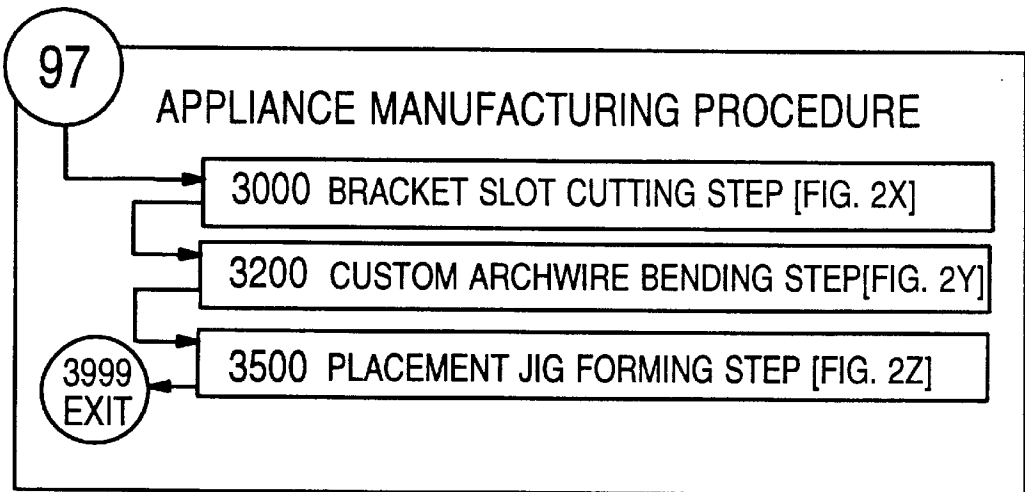 97
APPLIANCE MANUFACTURING PROCEDURE
3000 BRACKET SLOT CUTTING STEP [FIG. 2X]
3200 CUSTOM ARCHWIRE BENDING STEP[FIG. 2Y]
3500 PLACEMENT JIG FORMING STEP [FIG. 2Z]
3999
EXIT